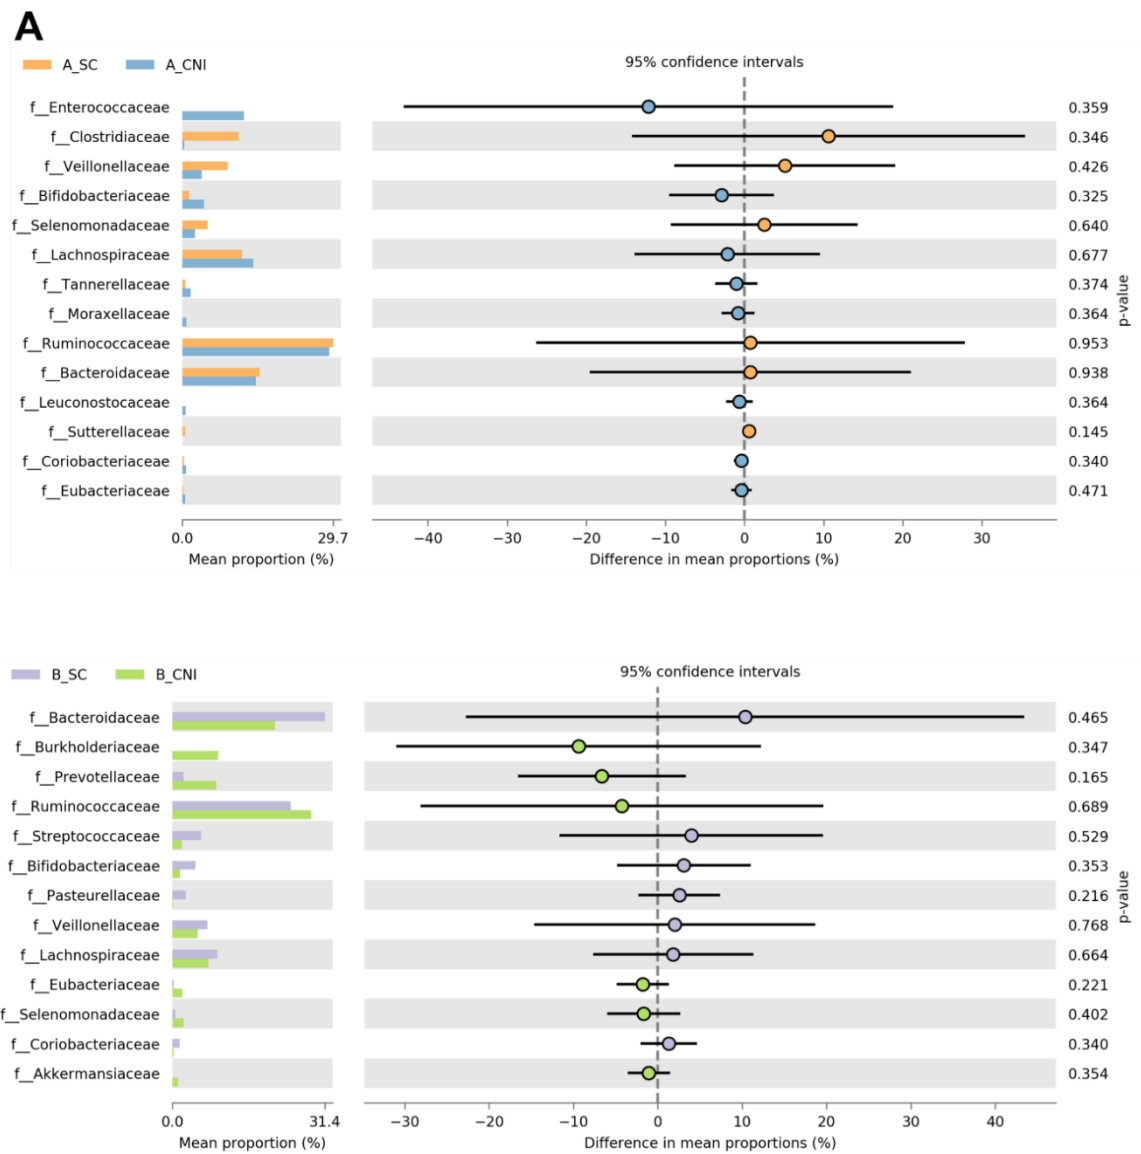 A
A_SC A_CNI
95% confidence intervals
f__Enterococcaceae 0.359
f__Clostridiaceae 0.346
f__Veillonellaceae 0.426
f__Bifidobacteriaceae 0.325
f__Selenomonadaceae 0.640
f__Lachnospiraceae 0.677
f__Tannerellaceae 0.374
f__Moraxellaceae 0.364
f__Ruminococcaceae 0.953
f__Bacteroidaceae 0.938
f__Leuconostocaceae 0.364
f__Sutterellaceae 0.145
f__Coriobacteriaceae 0.340
f__Eubacteriaceae 0.471
p-value
0.0 29.7 −40 −30 −20 −10 0 10 20 30
Mean proportion (%) Difference in mean proportions (%)
B_SC B_CNI
95% confidence intervals
f__Bacteroidaceae 0.465
f__Burkholderiaceae 0.347
f__Prevotellaceae 0.165
f__Ruminococcaceae 0.689
f__Streptococcaceae 0.529
f__Bifidobacteriaceae 0.353
f__Pasteurellaceae 0.216
f__Veillonellaceae 0.768
f__Lachnospiraceae 0.664
f__Eubacteriaceae 0.221
f__Selenomonadaceae 0.402
f__Coriobacteriaceae 0.340
f__Akkermansiaceae 0.354
p-value
0.0 31.4 −30 −20 −10 0 10 20 30 40
Mean proportion (%) Difference in mean proportions (%)